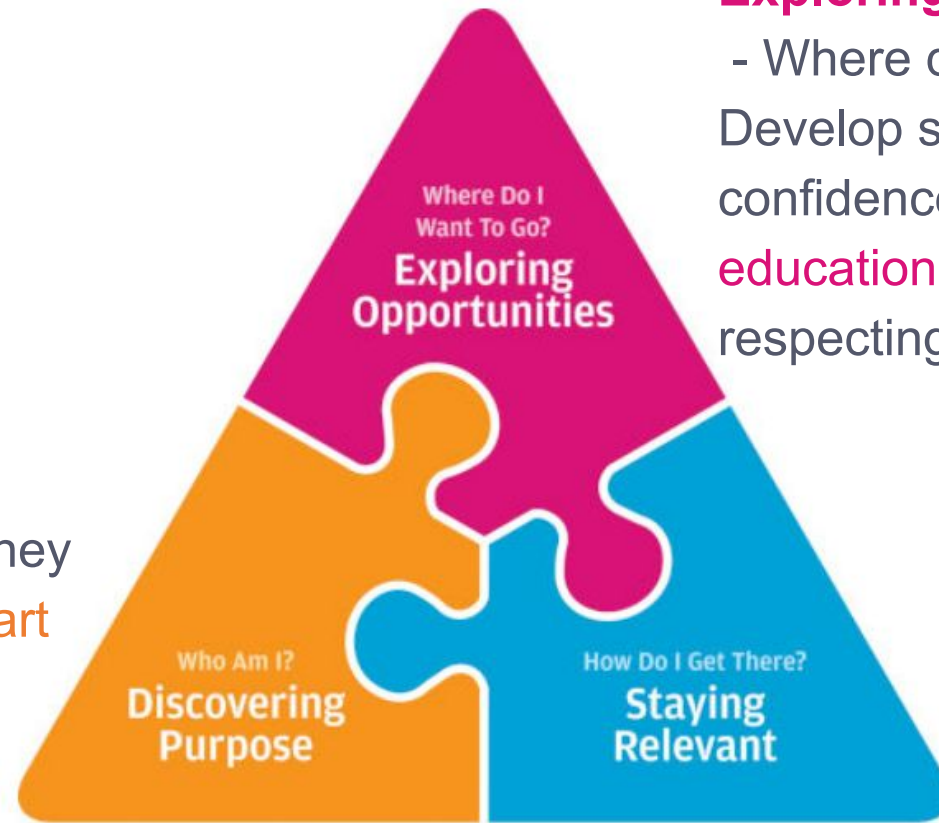 Exploring
- Where
Develop
confidence
education
respecting
Where Do I
Want To Go?
Exploring
Opportunities
art
Who Am I?
Discovering
Purpose
How Do I Get There?
Staying
Relevant